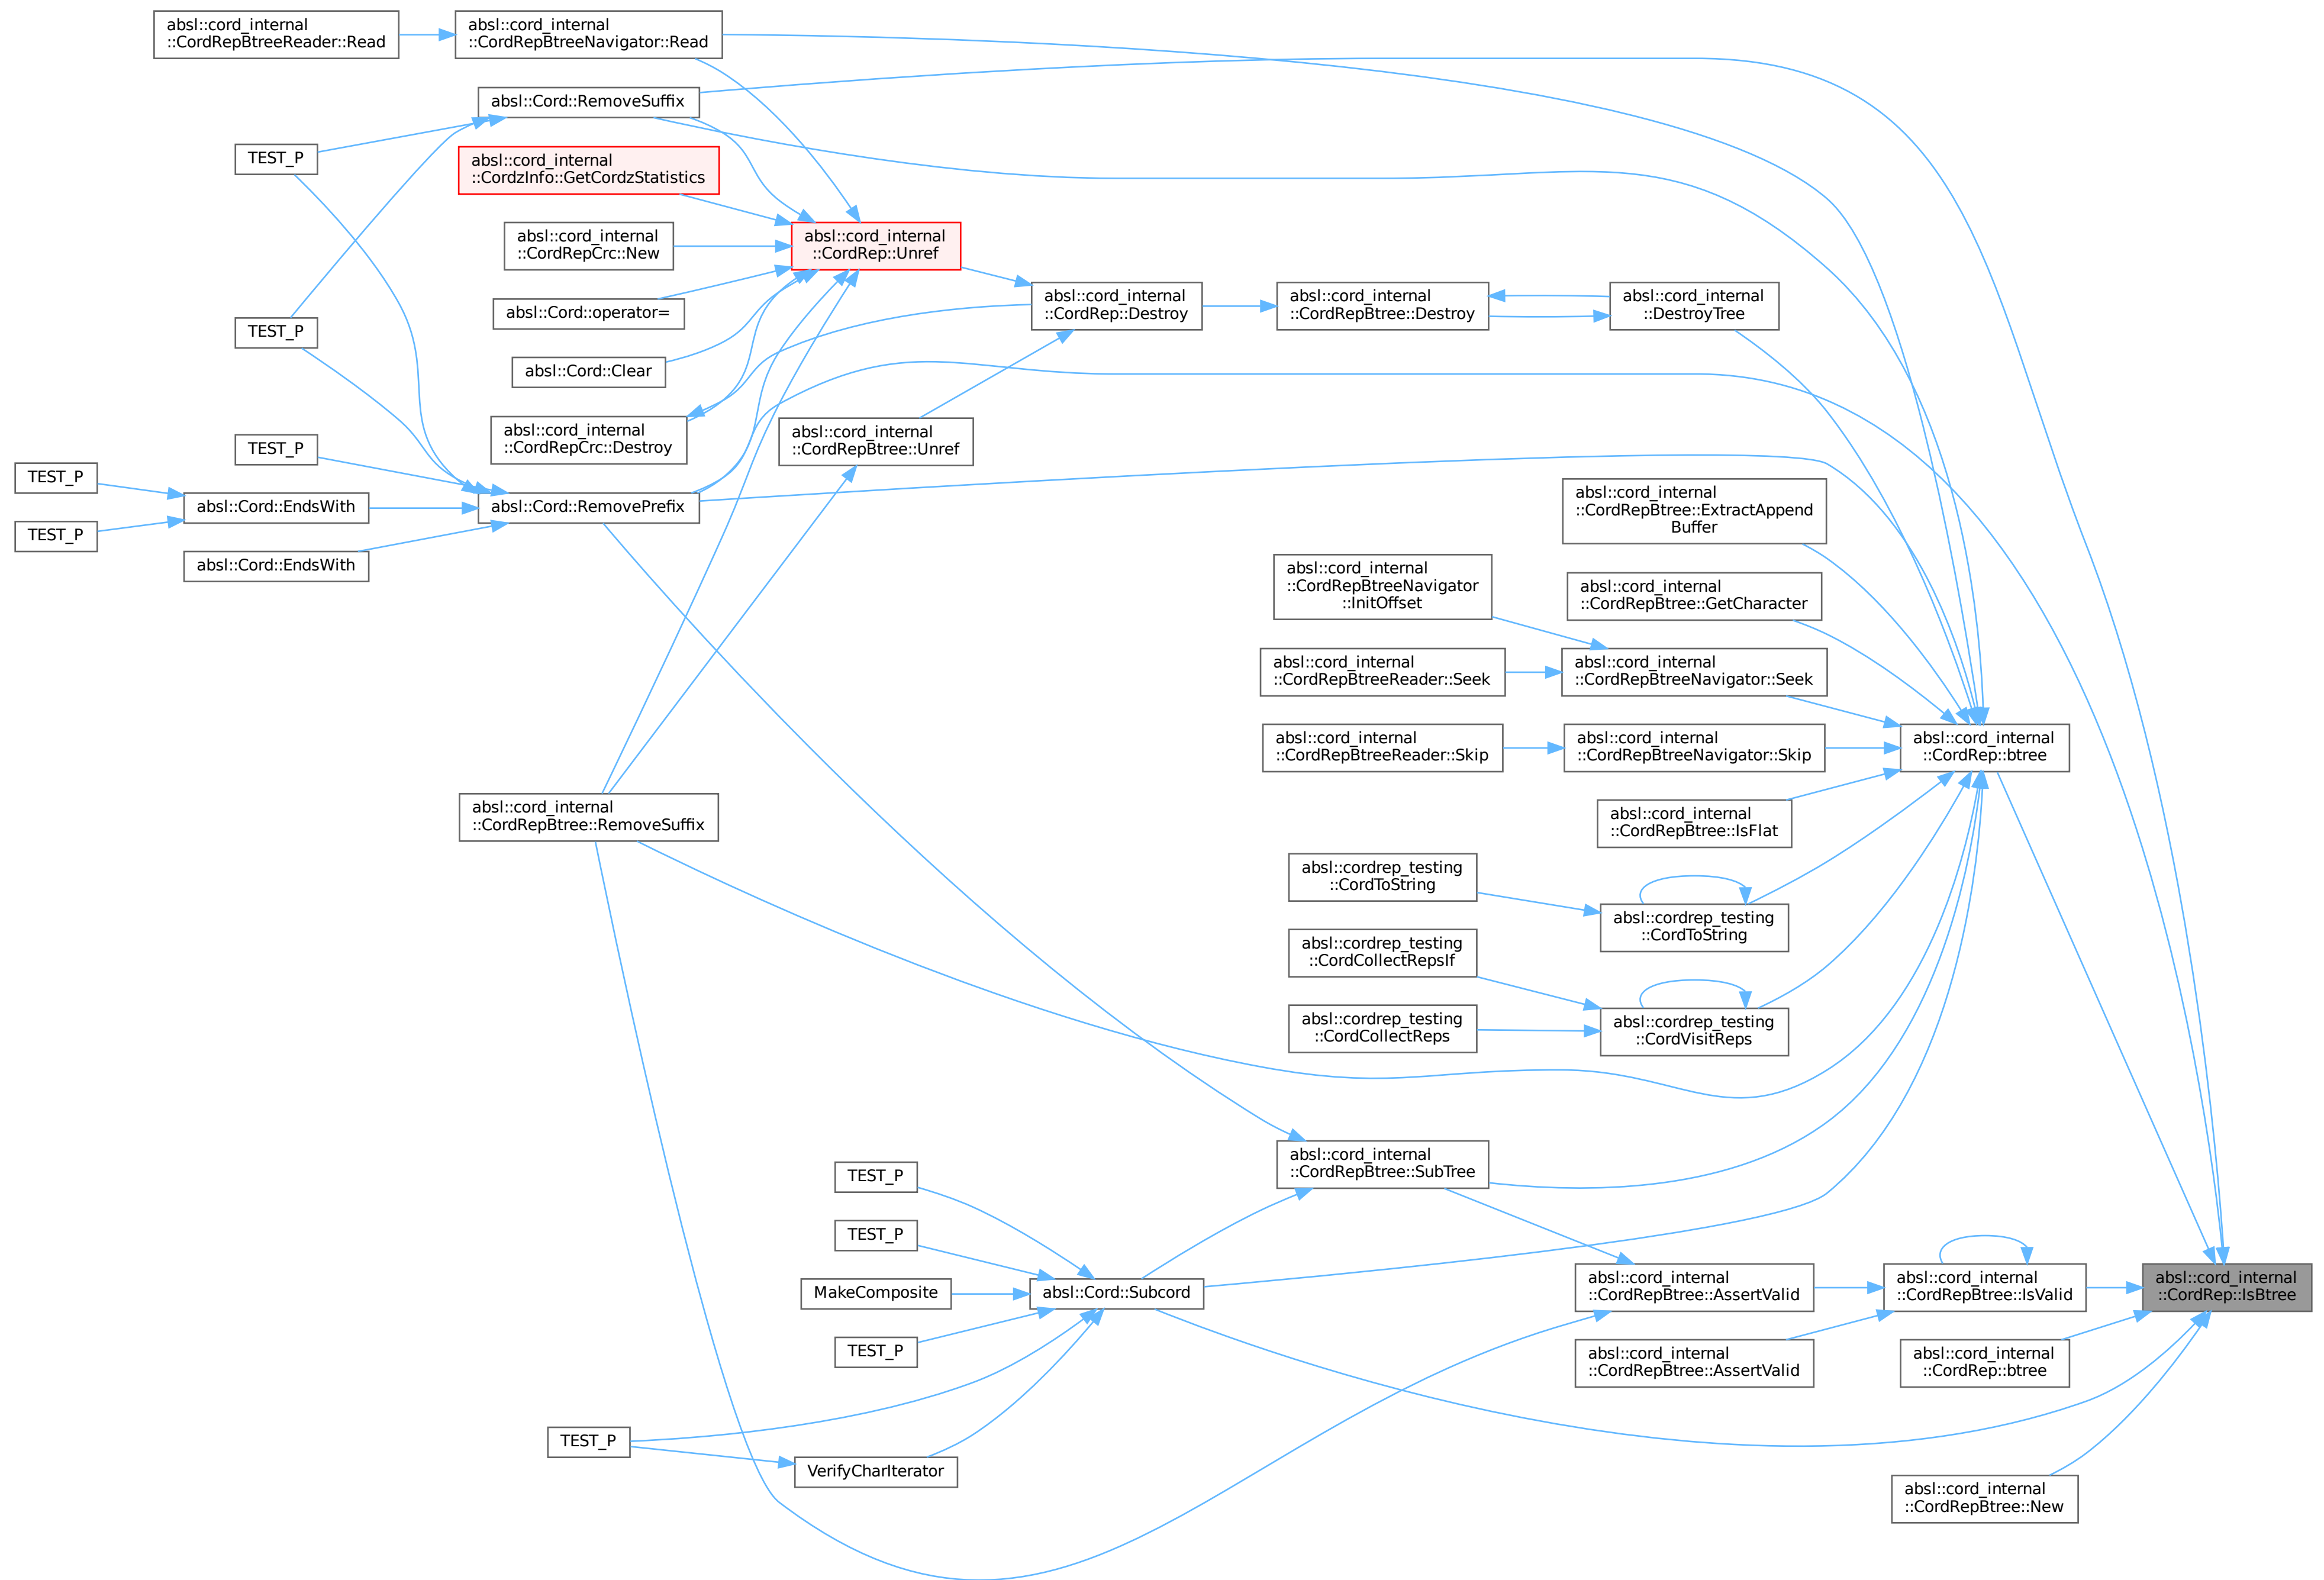 absl::cord_internal
::CordRepBtreeReader::Read
absl::cord_internal
::CordRepBtreeNavigator::Read
absl::Cord::RemoveSuffix
TEST_P
absl::cord_internal
::CordzInfo::GetCordzStatistics
absl::cord_internal
::CordRepCrc::New
absl::cord_internal
::CordRep::Unref
absl::Cord::operator=
absl::cord_internal
::CordRep::Destroy
absl::cord_internal
::CordRepBtree::Destroy
absl::cord_internal
::DestroyTree
TEST_P
absl::Cord::Clear
absl::cord_internal
::CordRepCrc::Destroy
absl::cord_internal
::CordRepBtree::Unref
TEST_P
TEST_P
absl::Cord::EndsWith
absl::Cord::RemovePrefix
TEST_P
absl::Cord::EndsWith
absl::cord_internal
::CordRepBtree::ExtractAppend
Buffer
absl::cord_internal
::CordRepBtreeNavigator
::InitOffset
absl::cord_internal
::CordRepBtree::GetCharacter
absl::cord_internal
::CordRepBtreeReader::Seek
absl::cord_internal
::CordRepBtreeNavigator::Seek
absl::cord_internal
::CordRepBtreeReader::Skip
absl::cord_internal
::CordRepBtreeNavigator::Skip
absl::cord_internal
::CordRep::btree
absl::cord_internal
::CordRepBtree::RemoveSuffix
absl::cord_internal
::CordRepBtree::IsFlat
absl::cordrep_testing
::CordToString
absl::cordrep_testing
::CordToString
absl::cordrep_testing
::CordCollectRepsIf
absl::cordrep_testing
::CordCollectReps
absl::cordrep_testing
::CordVisitReps
absl::cord_internal
::CordRepBtree::SubTree
TEST_P
TEST_P
MakeComposite
absl::Cord::Subcord
absl::cord_internal
::CordRepBtree::AssertValid
absl::cord_internal
::CordRepBtree::IsValid
absl::cord_internal
::CordRep::IsBtree
TEST_P
absl::cord_internal
::CordRepBtree::AssertValid
absl::cord_internal
::CordRep::btree
TEST_P
VerifyCharIterator
absl::cord_internal
::CordRepBtree::New